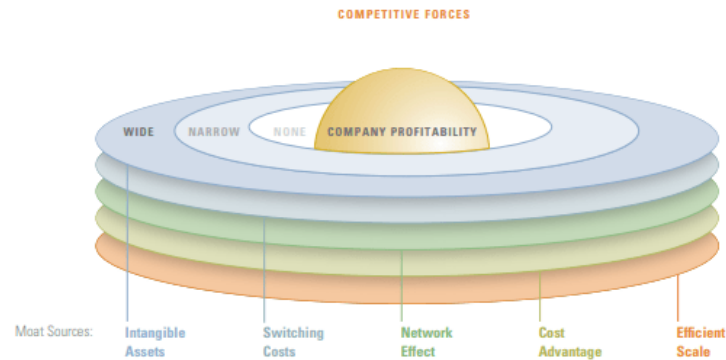 COMPETITIVE FORCES
WIDE NARROW NONE COMPANY PROFITABILITY
Moat Sources: Intangible Assets Switching Costs Network Effect Cost Advantage Efficient Scale